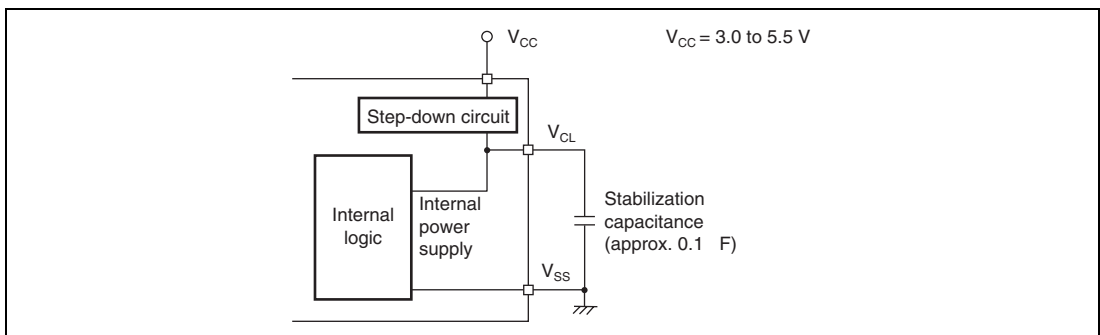 V_CC
V_CC = 3.0 to 5.5 V
Step-down circuit
V_CL
Internal
logic
Internal
power
supply
Stabilization
capacitance
(approx. 0.1 F)
V_SS